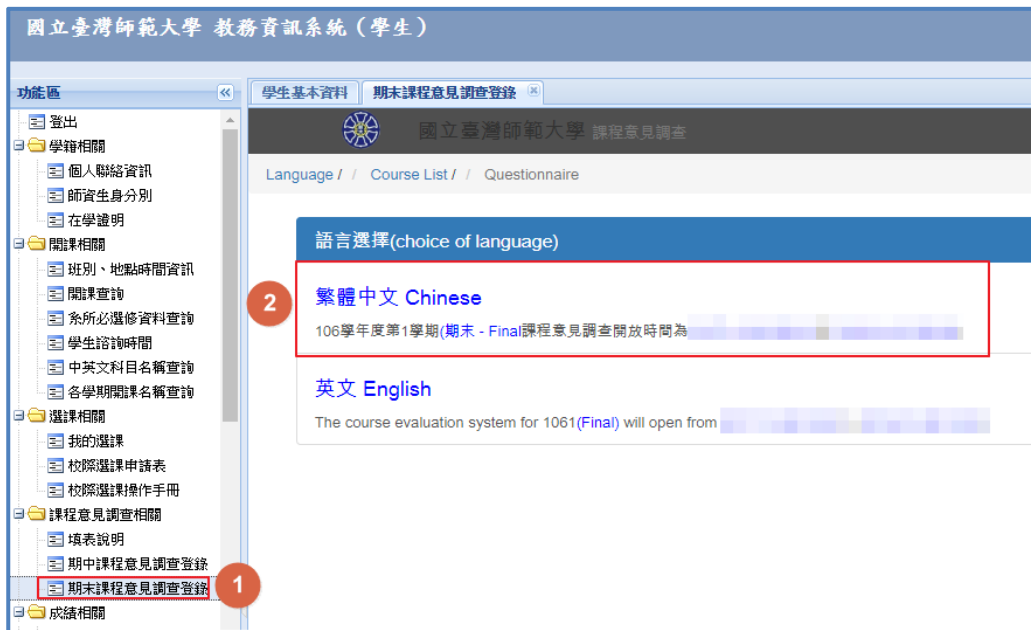 國立臺灣師範大學 教務資訊系統（學生）
功能區
登出
學籍相關
個人聯絡資訊
師資生身分別
在學證明
開課相關
班別、地點時間資訊
開課查詢
系所必選修資料查詢
學生諮詢時間
中英文科目名稱查詢
各學期開課名稱查詢
選課相關
我的選課
校際選課申請表
校際選課操作手冊
課程意見調查相關
填表說明
期中課程意見調查登錄
期末課程意見調查登錄
1
成績相關
學生基本資料 期末課程意見調查登錄
國立臺灣師範大學 課程意見調查
Language / / Course List / / Questionnaire
語言選擇(choice of language)
2
繁體中文 Chinese
106學年度第1學期(期末 - Final課程意見調查開放時間為
英文 English
The course evaluation system for 1061(Final) will open from